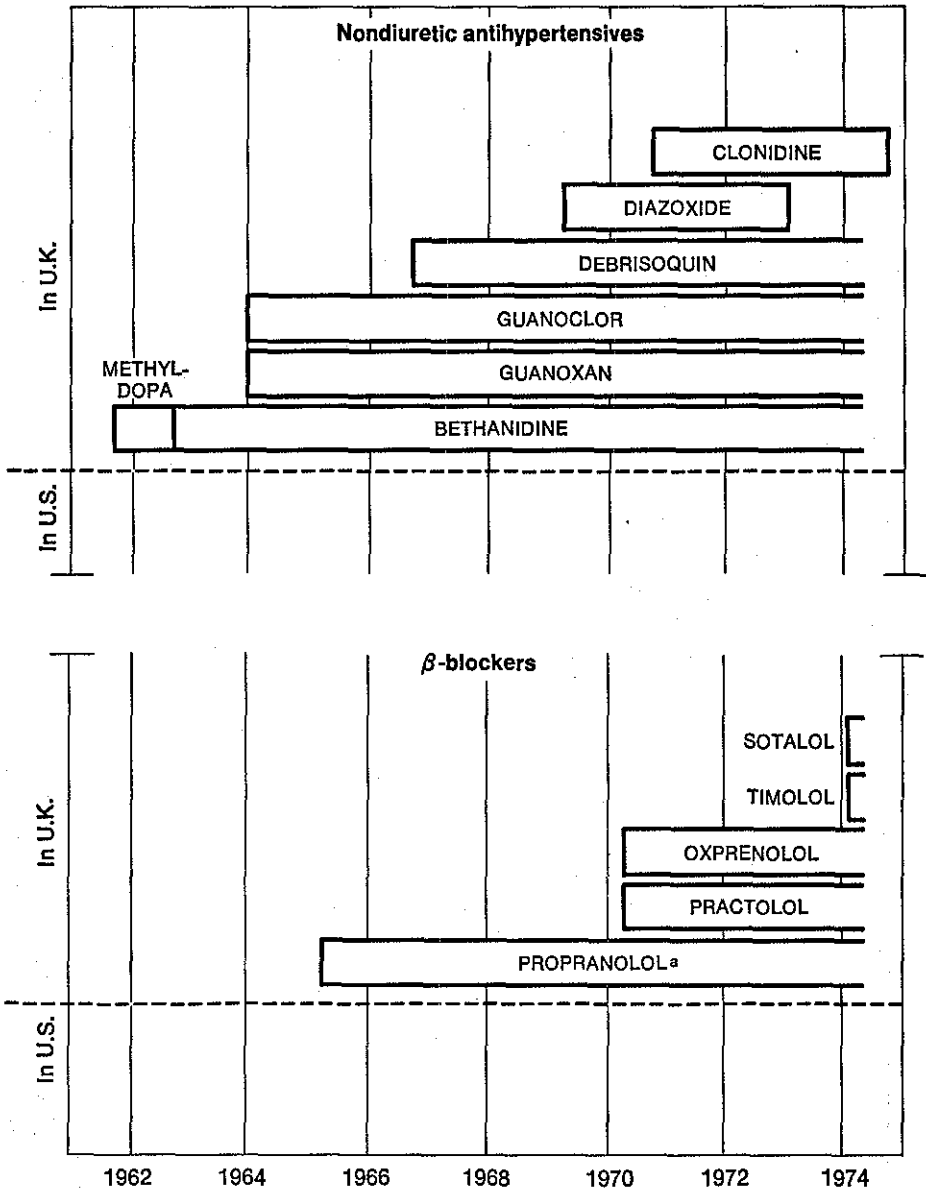 Nondiuretic antihypertensives
In U.K.
CLONIDINE
DIAZOXIDE
DEBRISOQUIN
GUANOCLOR
GUANOXAN
METHYL-
DOPA
BETHANIDINE
In U.S.
β-blockers
In U.K.
SOTALOL
TIMOLOL
OXPRENOLOL
PRACTOLOL
PROPRANOLOL a
In U.S.
1962 1964 1966 1968 1970 1972 1974